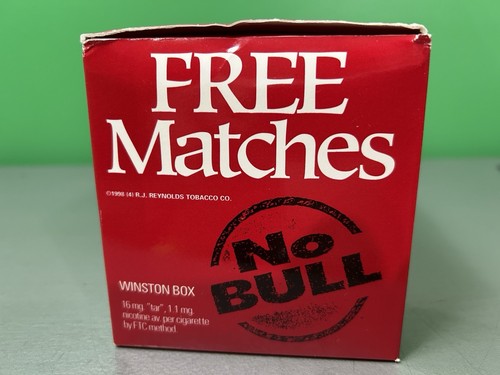 FREE
Matches
©1996 (4) R.J. REYNOLDS TOBACCO CO.
No
BULL
WINSTON BOX
16 mg. "tar", 1.1 mg.
nicotine av. per cigarette
by FTC method.